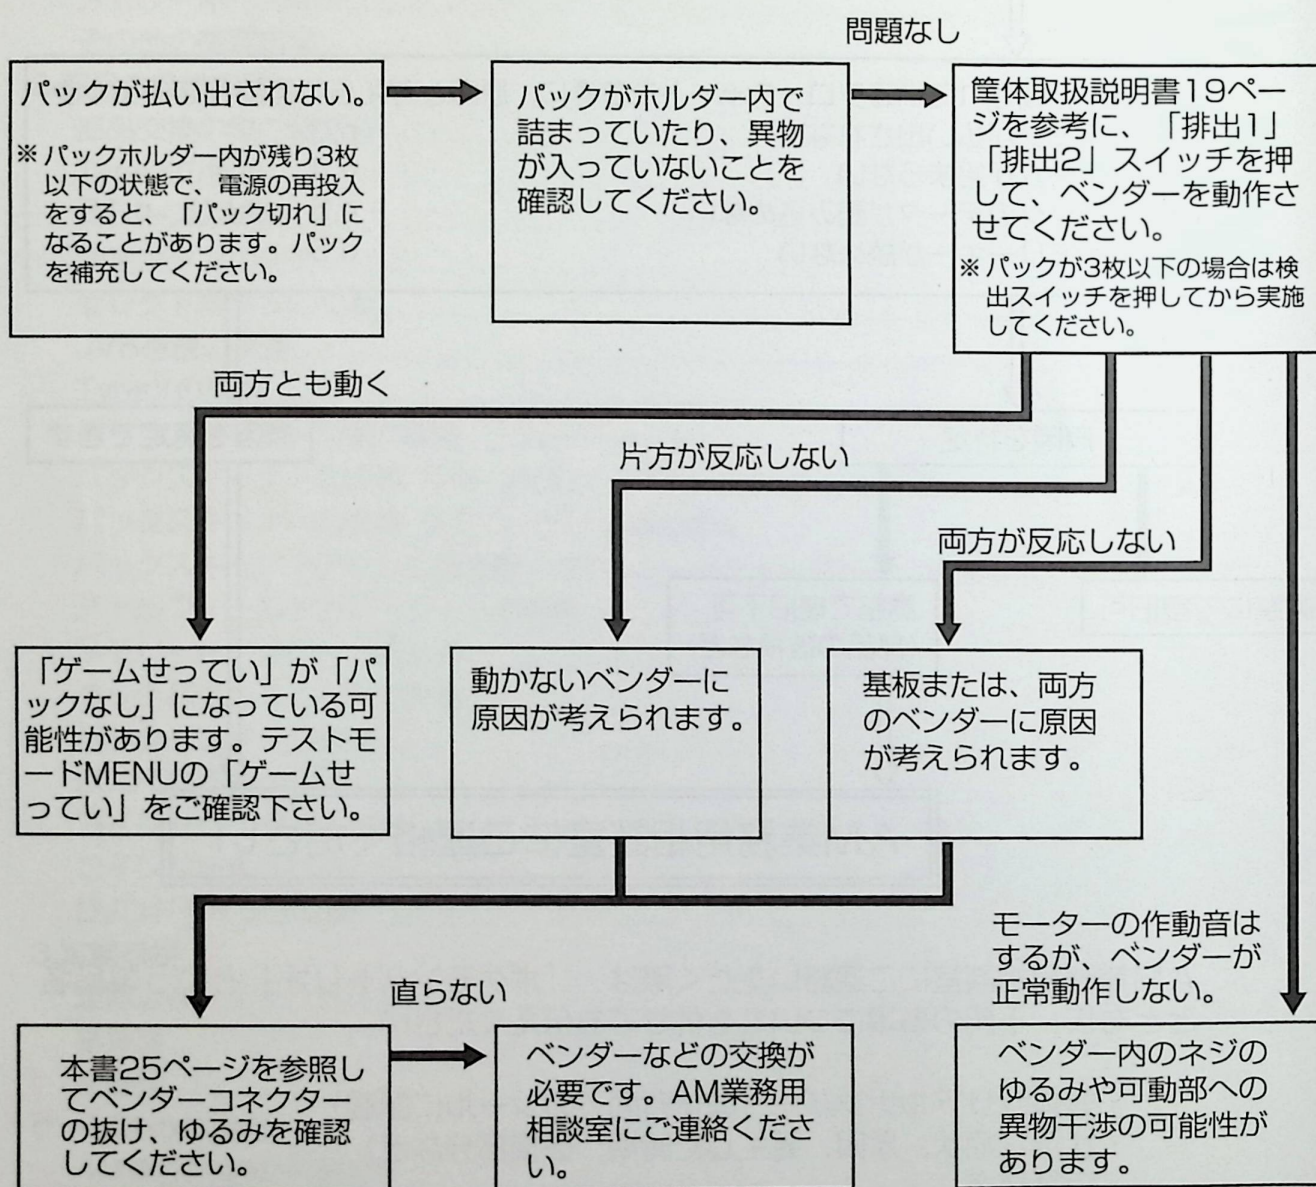 問題なし
パックが払い出されない。
※パックホルダー内が残り3枚
以下の状態で、電源の再投入
をすると、「パック切れ」に
なることがあります。パック
を補充してください。
パックがホルダー内で
詰まっていたり、異物
が入っていないことを
確認してください。
筐体取扱説明書19ペー
ジを参考に、「排出1」
「排出2」スイッチを押
して、ベンダーを動作さ
せてください。
※パックが3枚以下の場合は検
出スイッチを押してから実施
してください。
両方とも動く
片方が反応しない
両方が反応しない
「ゲームせってい」が「パ
ックなし」になっている可
能性があります。テストモ
ードMENUの「ゲームせ
ってい」をご確認下さい。
動かないベンダーに
原因が考えられます。
基板または、両方
のベンダーに原因
が考えられます。
モーターの作動音は
するが、ベンダーが
正常動作しない。
直らない
本書25ページを参照し
てベンダーコネクター
の抜け、ゆるみを確認
してください。
ベンダーなどの交換が
必要です。AM業務用
相談室にご連絡くださ
い。
ベンダー内のネジの
ゆるみや可動部への
異物干渉の可能性が
あります。